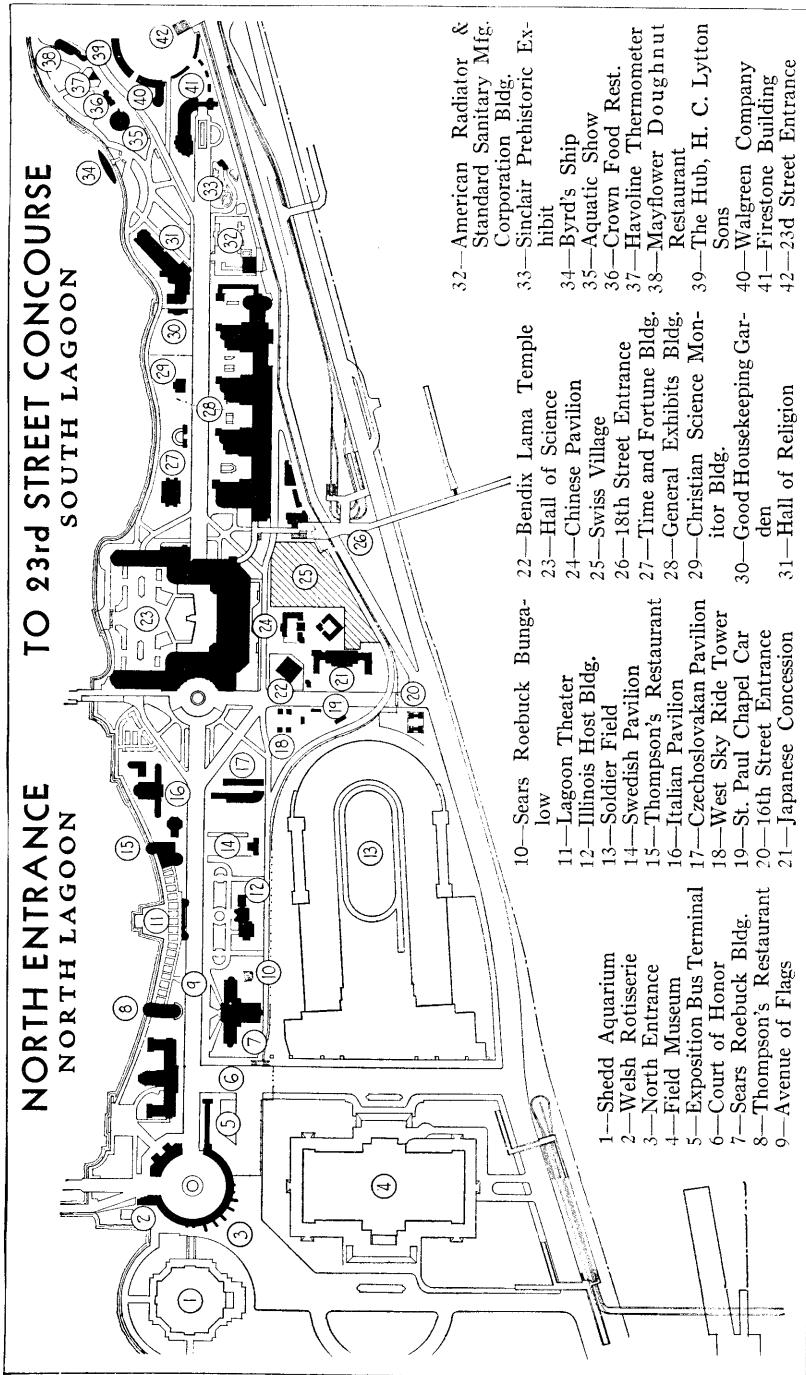 NORTH ENTRANCE
NORTH LAGOON
TO 23rd STREET CONCOURSE
SOUTH LAGOON
1
2
3
4
5
6
7
8
9
10
11
12
13
14
15
16
17
18
19
20
21
22
23
24
25
26
27
28
29
30
31
32
33
34
35
36
37
38
39
40
41
42
1—Shedd Aquarium
2—Welsh Rotisserie
3—North Entrance
4—Field Museum
5—Exposition Bus Terminal
6—Court of Honor
7—Sears Roebuck Bldg.
8—Thompson's Restaurant
9—Avenue of Flags
10—Sears Roebuck Bunga-
low
11—Lagoon Theater
12—Illinois Host Bldg.
13—Soldier Field
14—Swedish Pavilion
15—Thompson's Restaurant
16—Italian Pavilion
17—Czechoslovakan Pavilion
18—West Sky Ride Tower
19—St. Paul Chapel Car
20—16th Street Entrance
21—Japanese Concession
22—Bendix Lama Temple
23—Hall of Science
24—Chinese Pavilion
25—Swiss Village
26—18th Street Entrance
27—Time and Fortune Bldg.
28—General Exhibits Bldg.
29—Christian Science Mon-
itor Bldg.
30—Good Housekeeping Gar-
den
31—Hall of Religion
32—American Radiator &
Standard Sanitary Mfg.
Corporation Bldg.
33—Sinclair Prehistoric Ex-
hibit
34—Byrd's Ship
35—Aquatic Show
36—Crown Food Rest.
37—Havoline Thermometer
38—Mayflower Doughnut
Restaurant
39—The Hub, H. C. Lytton
Sons
40—Walgreen Company
41—Firestone Building
42—23d Street Entrance